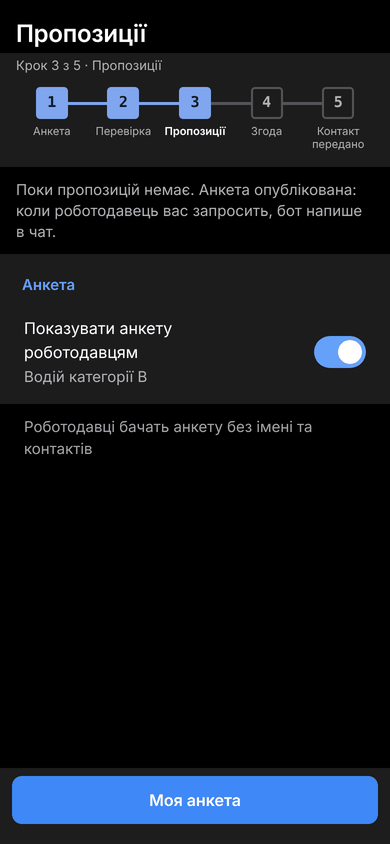 Пропозиції
Крок 3 з 5 · Пропозиції
1 2 3 4 5
Анкета Перевірка Пропозиції Згода Контакт
передано
Поки пропозицій немає. Анкета опублікована:
коли роботодавець вас запросить, бот напише
в чат.
Анкета
Показувати анкету
роботодавцям
Водій категорії B
Роботодавці бачать анкету без імені та
контактів
Моя анкета